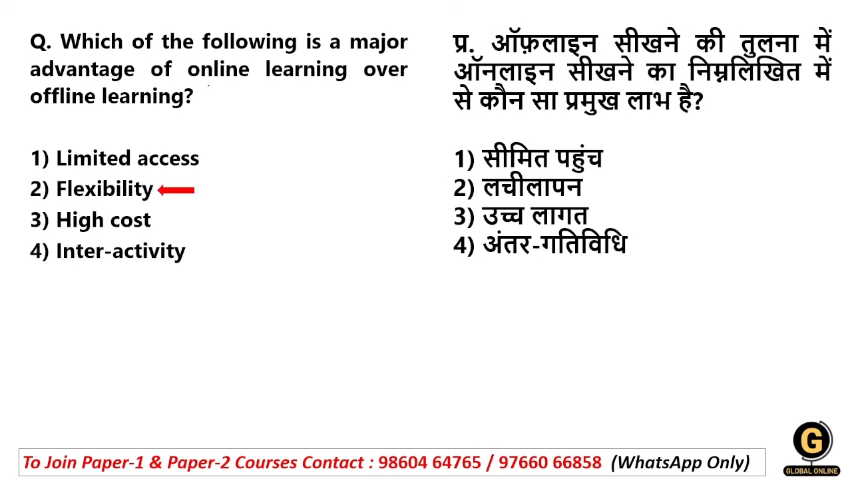 Q. Which of the following is a major
advantage of online learning over
offline learning?
1) Limited access
2) Flexibility
3) High cost
4) Inter-activity
प्र. ऑफ़लाइन सीखने की तुलना में
ऑनलाइन सीखने का निम्नलिखित में
से कौन सा प्रमुख लाभ है?
1) सीमित पहुंच
2) लचीलापन
3) उच्च लागत
4) अंतर-गतिविधि
To Join Paper-1 & Paper-2 Courses Contact : 98604 64765 / 97660 66858 (WhatsApp Only)
G
GLOBAL ONLINE